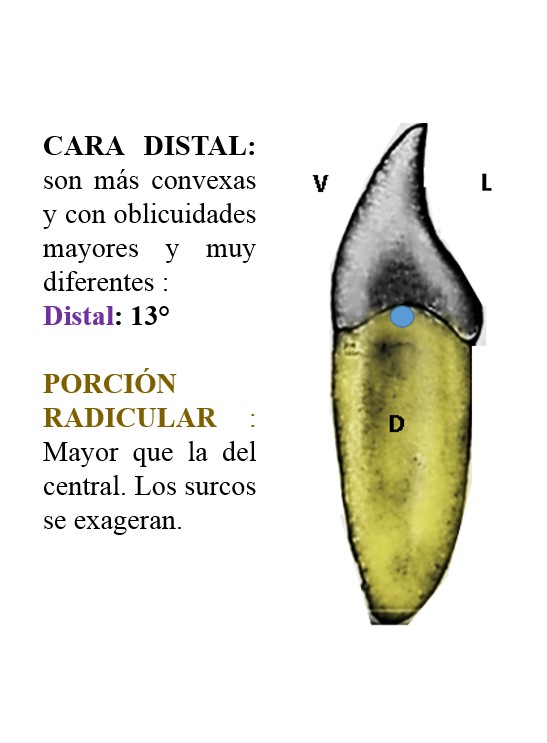 CARA DISTAL:
son más convexas
y con oblicuidades
mayores y muy
diferentes :
Distal: 13°
PORCIÓN
RADICULAR :
Mayor que la del
central. Los surcos
se exageran.
V
L
D